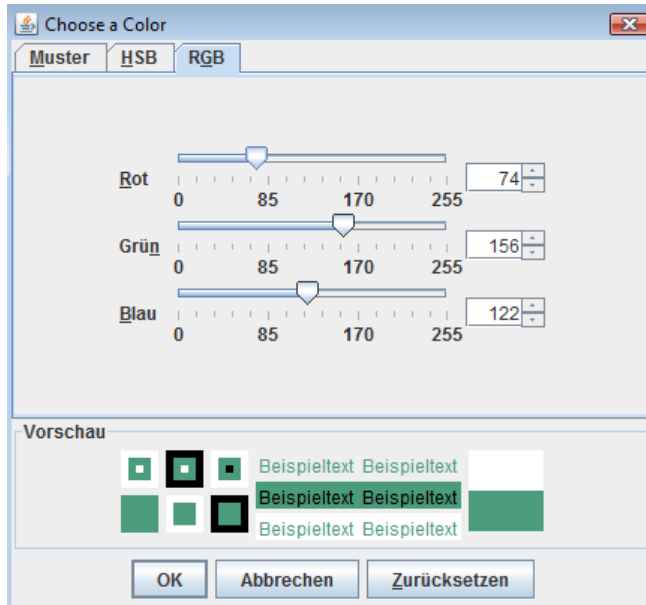 Choose a Color
Muster HSB RGB
Rot 74
0 85 170 255
Grün 156
0 85 170 255
Blau 122
0 85 170 255
Vorschau
Beispieltext Beispieltext
Beispieltext Beispieltext
Beispieltext Beispieltext
OK Abbrechen Zurücksetzen